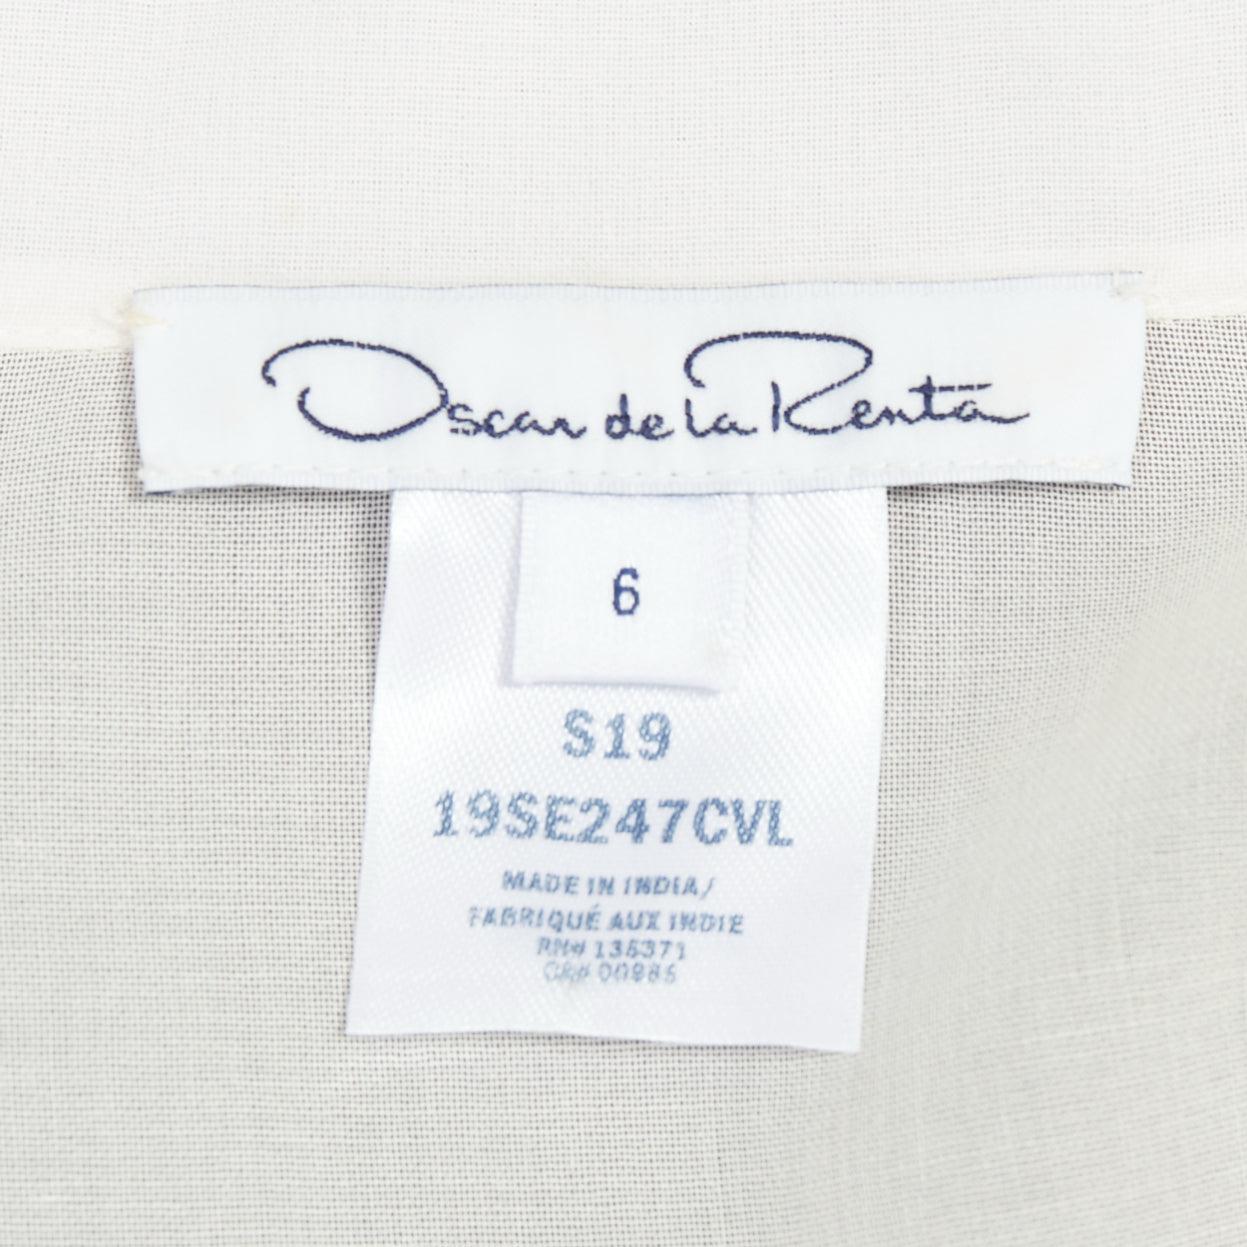 Oscar de la Renta
6
S19
19SE247CVL
MADE IN INDIA/
FABRIQUÉ AUX INDIE
RN# 135371